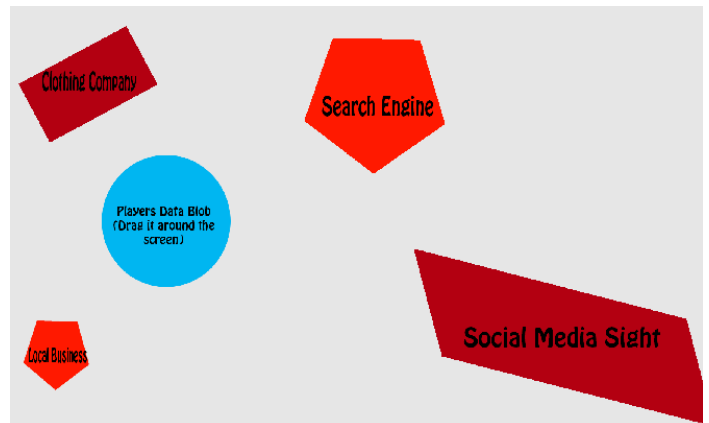 Clothing Company
Search Engine
Players Data Blob
(Drag it around the
screen)
Local Business
Social Media Sight